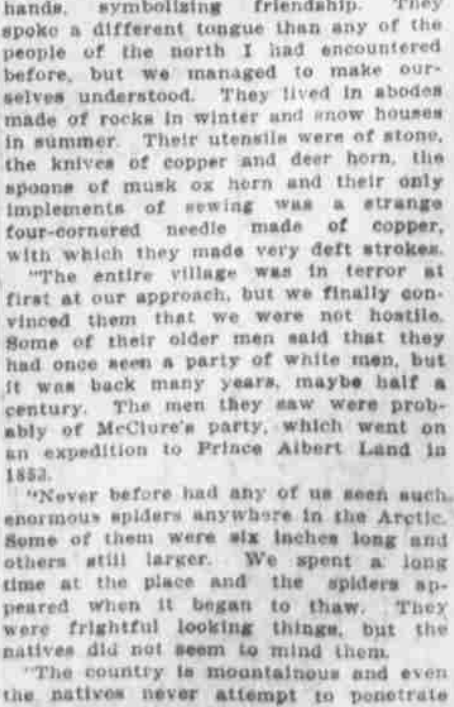 hands, symbolizing friendship. They
spoke a different tongue than any of the
people of the north I had encountered
before, but we managed to make our-
selves understood. They lived in abodes
made of rocks in winter and snow houses
in summer. Their utensils were of stone,
the knives of copper and deer horn, the
spoons of musk ox horn and their only
implements of sewing was a strange
four-cornered needle made of copper,
with which they made very deft strokes.
"The entire village was in terror at
first at our approach, but we finally con-
vinced them that we were not hostile.
Some of their older men said that they
had once seen a party of white men, but
it was back many years, maybe half a
century. The men they saw were prob-
ably of McClure's party, which went on
an expedition to Prince Albert Land in
1853.
"Never before had any of us seen such
enormous spiders anywhere in the Arctic.
Some of them were six inches long and
others still larger. We spent a long
time at the place and the spiders ap-
peared when it began to thaw. They
were frightful looking things, but the
natives did not seem to mind them.
"The country is mountainous and even
the natives never attempt to penetrate